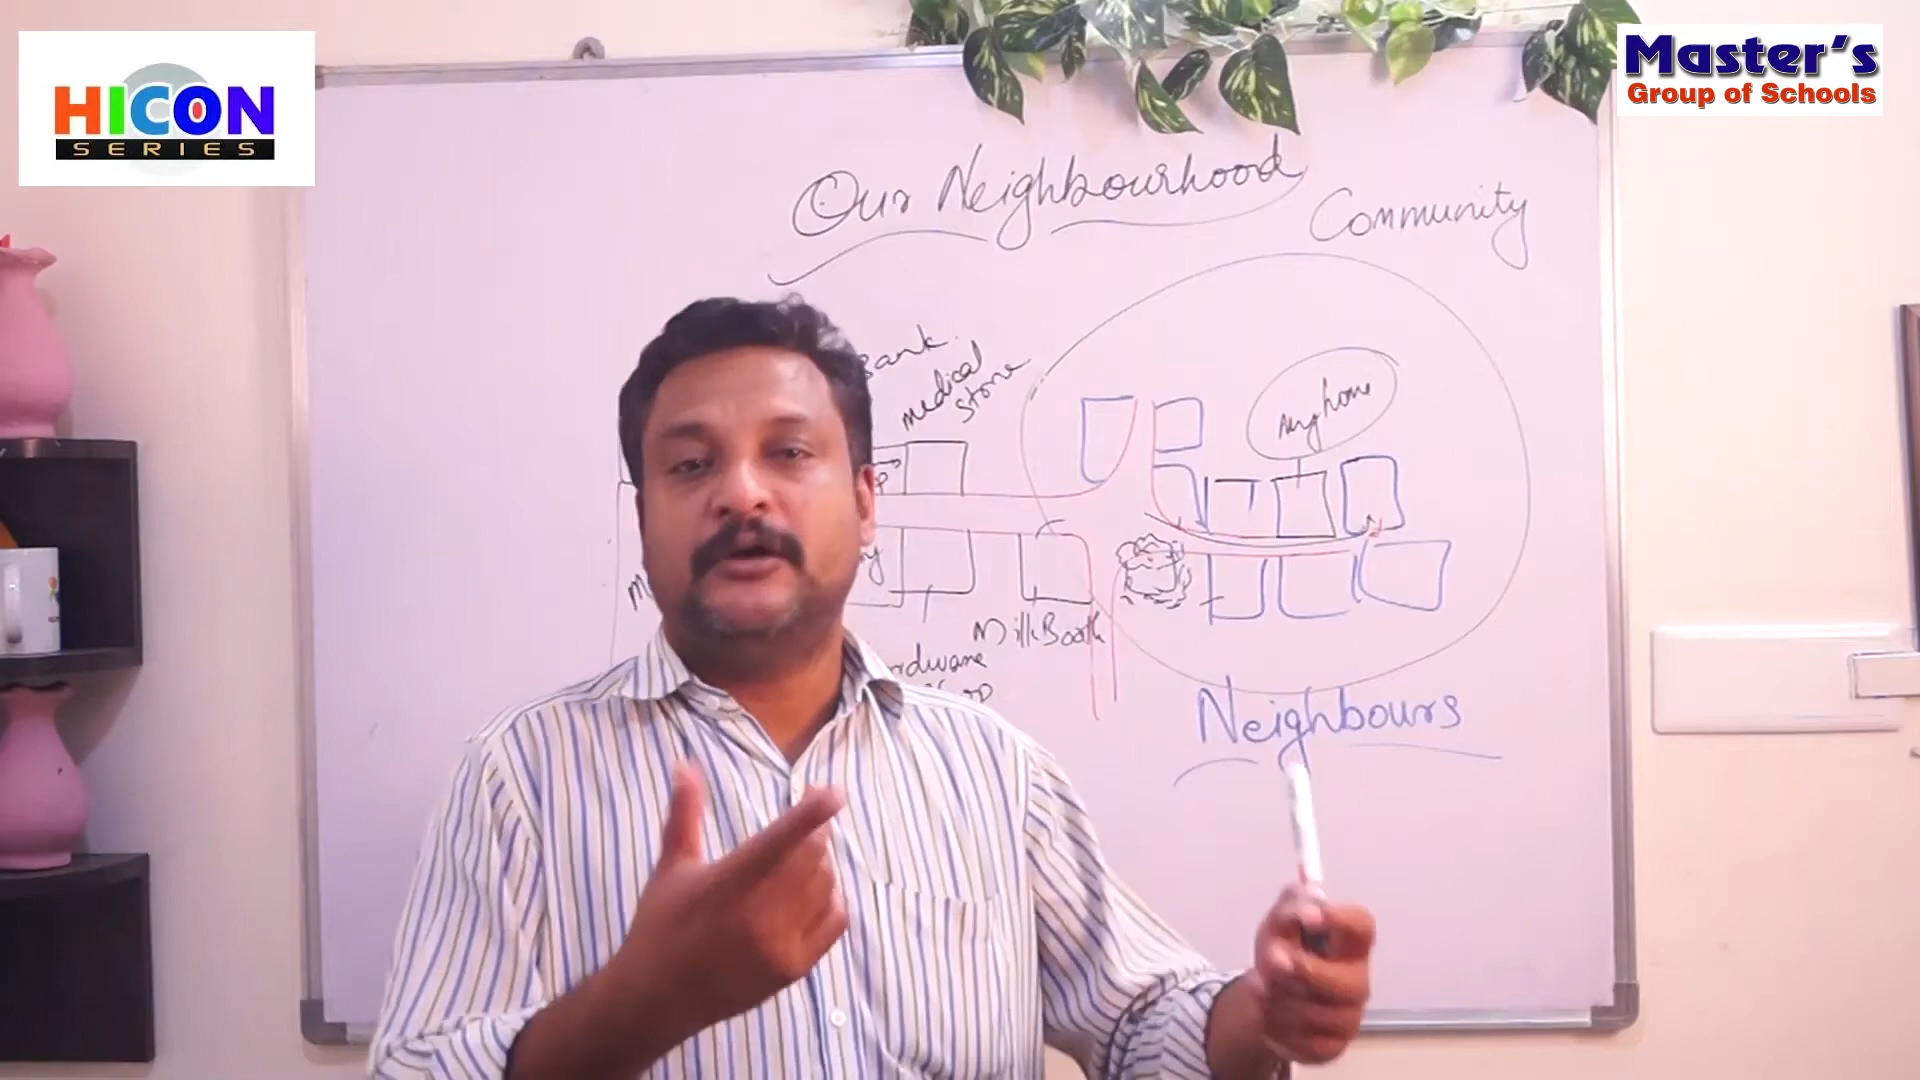 HICON
SERIES
Master's
Group of Schools
Our Neighbourhood
Community
Bank
medical
store
my home
Milk Booth
Neighbours